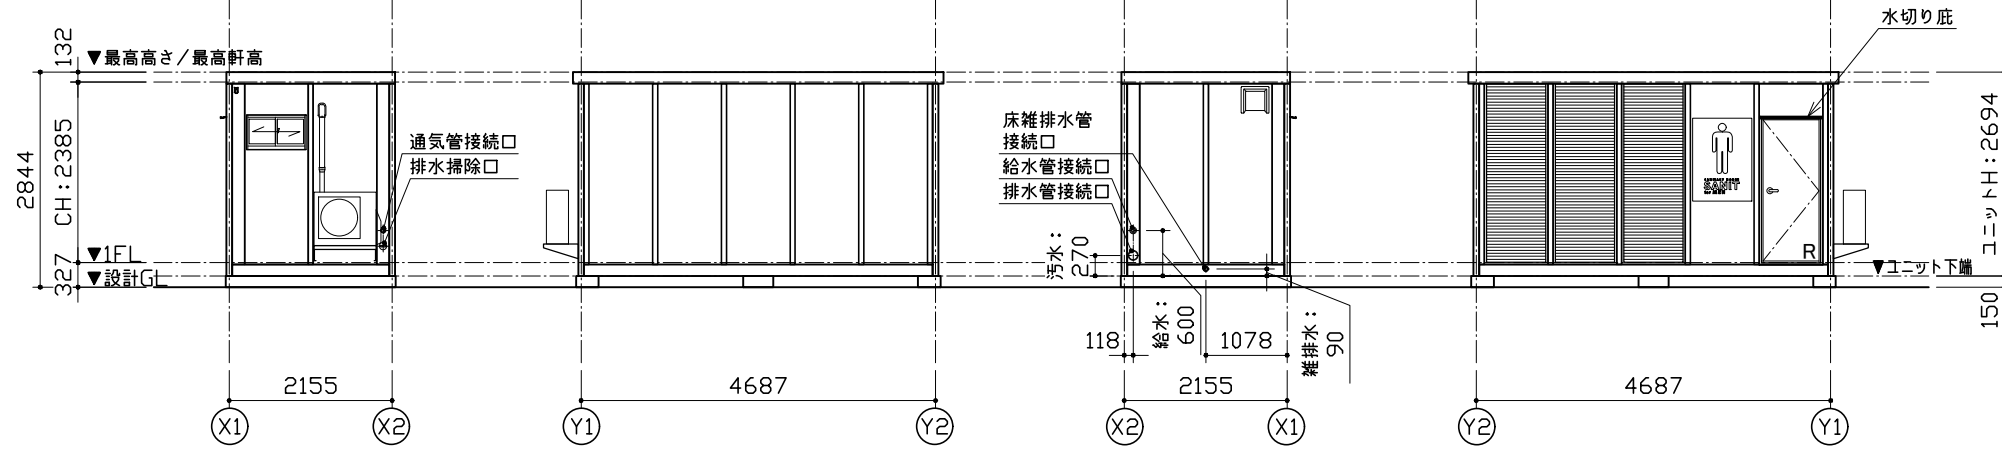 水切り庇
132
▼最高高さ/最高軒高
2844
CH:2385
327
▼1FL
▼設計GL
通気管接続口
排水掃除口
床雑排水管
接続口
給水管接続口
排水管接続口
汚水:
270
給水:
600
雑排水:
90
118
1078
SANIT
R
ユニットH:2694
▼ユニット下端
150
2155
4687
2155
4687
X1
X2
Y1
Y2
X2
X1
Y2
Y1